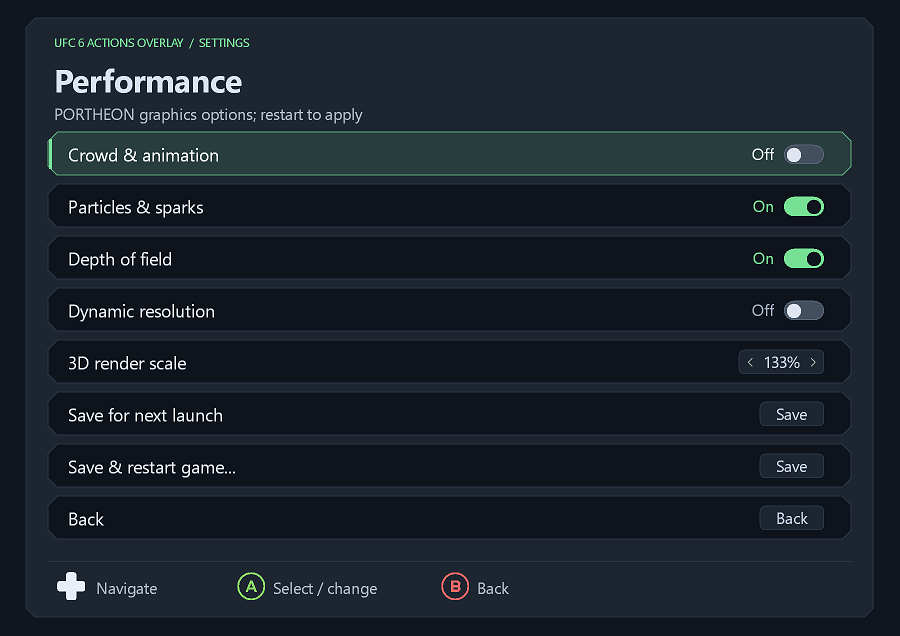 UFC 6 ACTIONS OVERLAY / SETTINGS
Performance
PORTHEON graphics options; restart to apply
Crowd & animation Off
Particles & sparks On
Depth of field On
Dynamic resolution Off
3D render scale < 133% >
Save for next launch Save
Save & restart game... Save
Back Back
Navigate A Select / change B Back